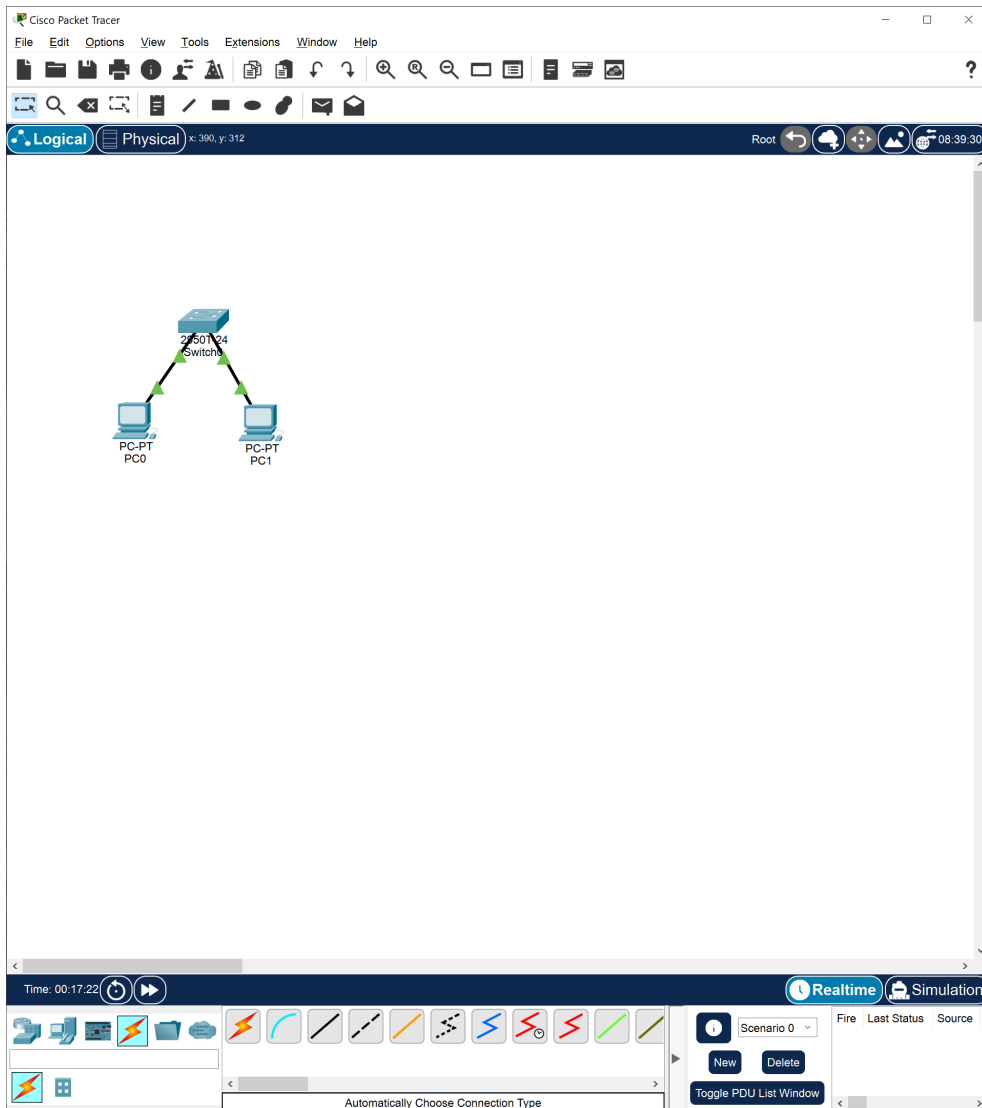 Cisco Packet Tracer
File Edit Options View Tools Extensions Window Help
?
Logical Physical x: 390, y: 312 Root 08:39:30
2950T-24
Switch0
PC-PT
PC0
PC-PT
PC1
Time: 00:17:22 Realtime Simulation
Scenario 0
Fire Last Status Source
New Delete
Toggle PDU List Window
Automatically Choose Connection Type